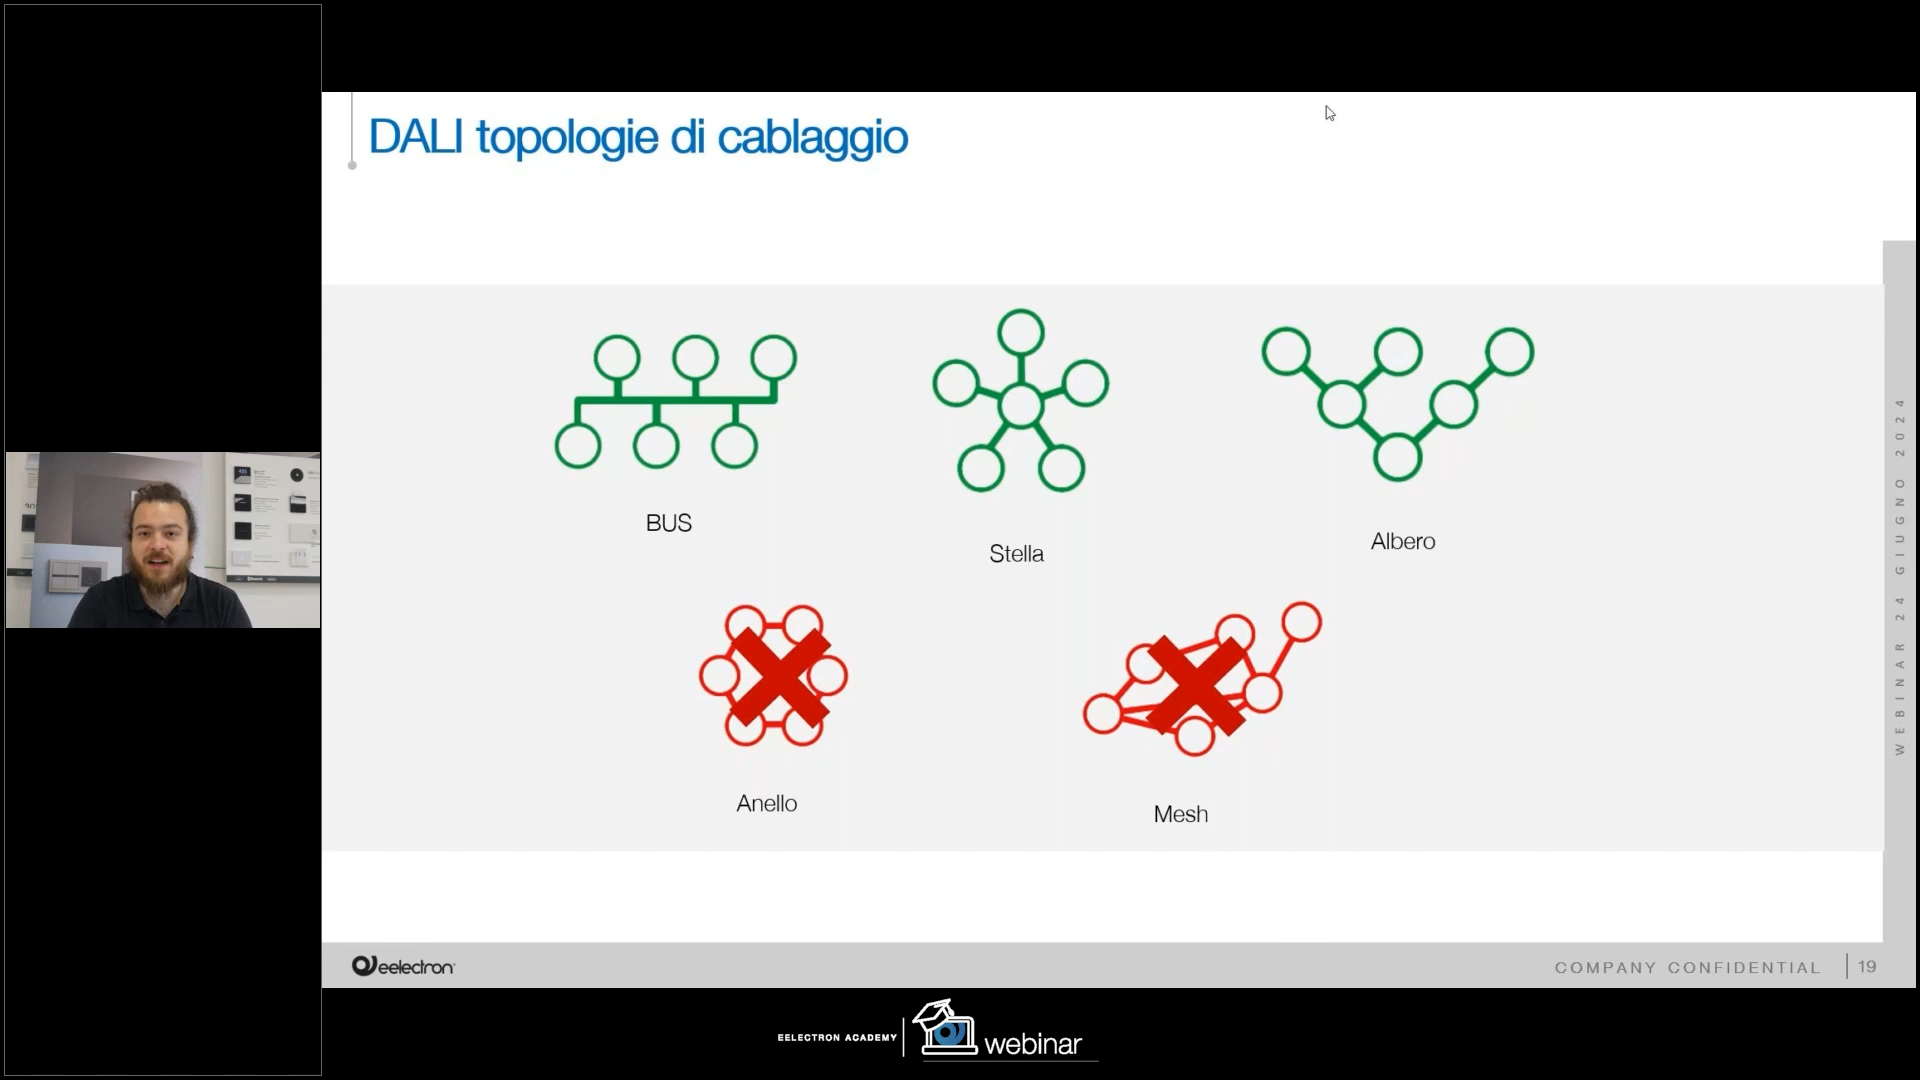 DALI topologie di cablaggio
BUS
Stella
Albero
Anello
Mesh
WEBINAR 24 GIUGNO 2024
eelectron
COMPANY CONFIDENTIAL
19
EELECTRON ACADEMY
webinar